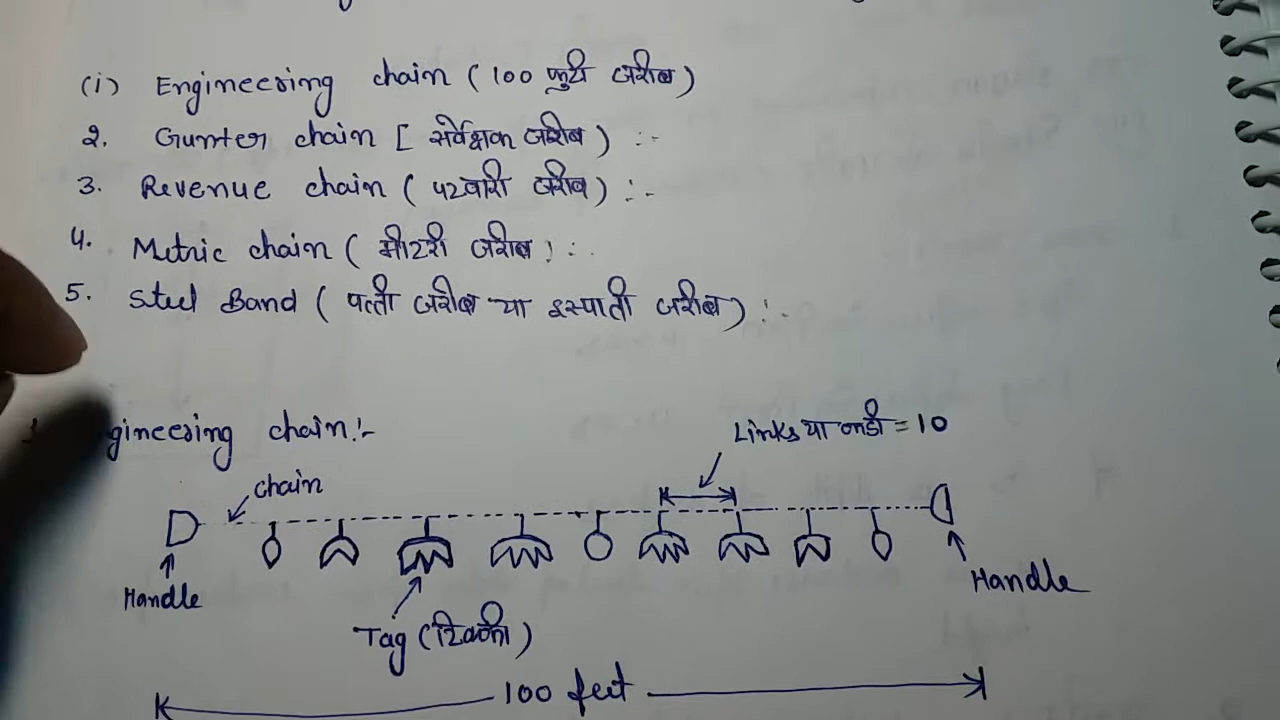 (i) Engineering chain (100 फुटी जरीब)
2. Gunter chain [ सर्वेक्षक जरीब ) :-
3. Revenue chain ( पटवारी जरीब ) :-
4. Metric chain ( मीटरी जरीब ) :-
5. Steel Band ( पत्ती जरीब या इस्पाती जरीब ) :-
gineering chain :-
Links या कडी = 10
chain
Handle
Handle
Tag (टिकली)
100 feet